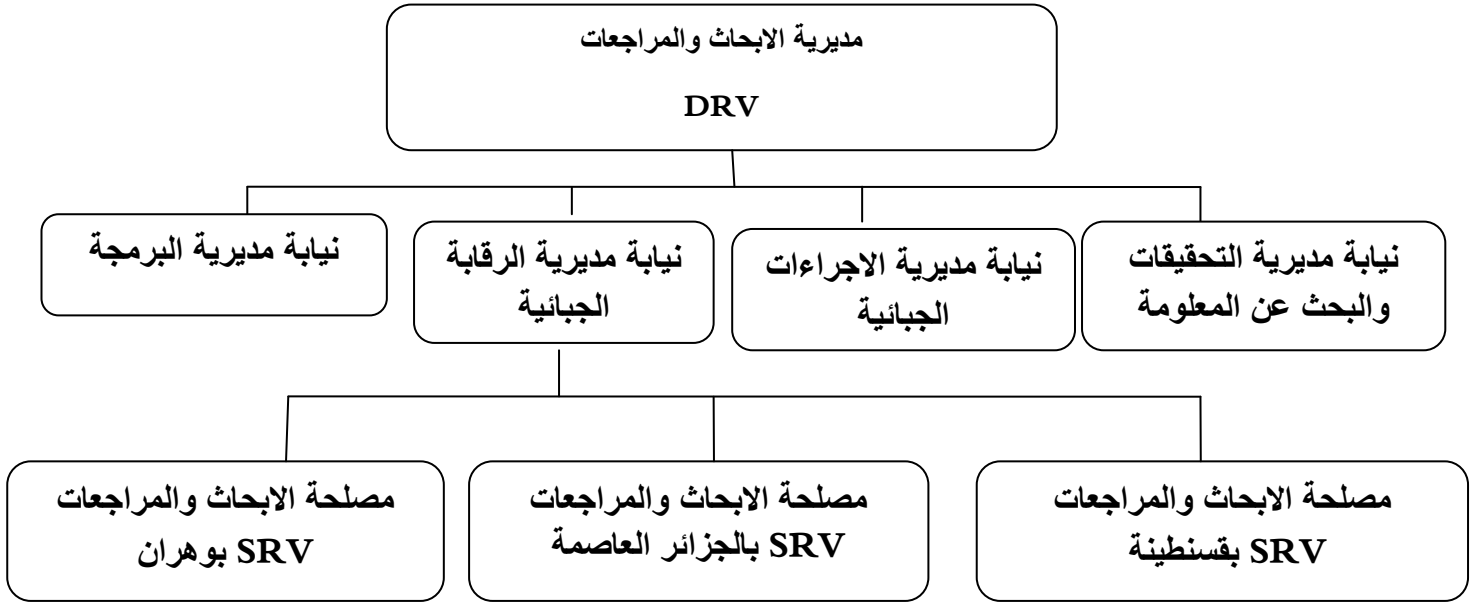 مديرية الابحاث والمراجعات
DRV
نيابة مديرية التحقيقات
والبحث عن المعلومة
نيابة مديرية الاجراءات
الجبائية
نيابة مديرية الرقابة
الجبائية
نيابة مديرية البرمجة
مصلحة الابحاث والمراجعات
SRV بقسنطينة
مصلحة الابحاث والمراجعات
SRV بالجزائر العاصمة
مصلحة الابحاث والمراجعات
SRV بوهران